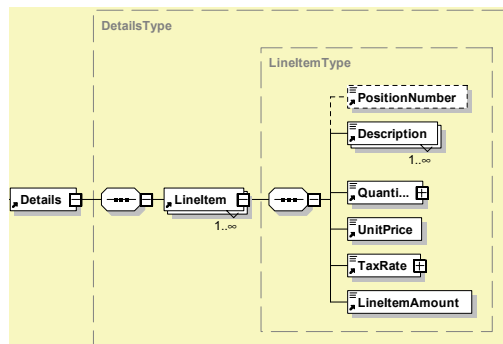 DetailsType
LineItemType
PositionNumber
Description
1..∞
Details
LineItem
1..∞
Quanti...
UnitPrice
TaxRate
LineItemAmount